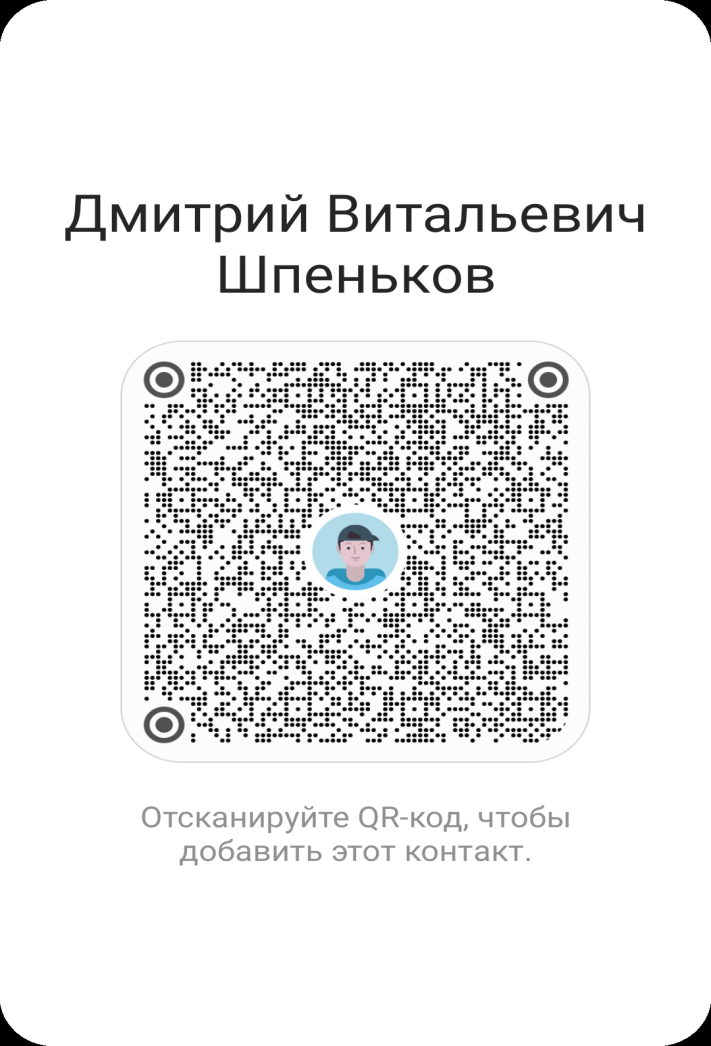 Дмитрий Витальевич
Шпеньков
Отсканируйте QR-код, чтобы
добавить этот контакт.